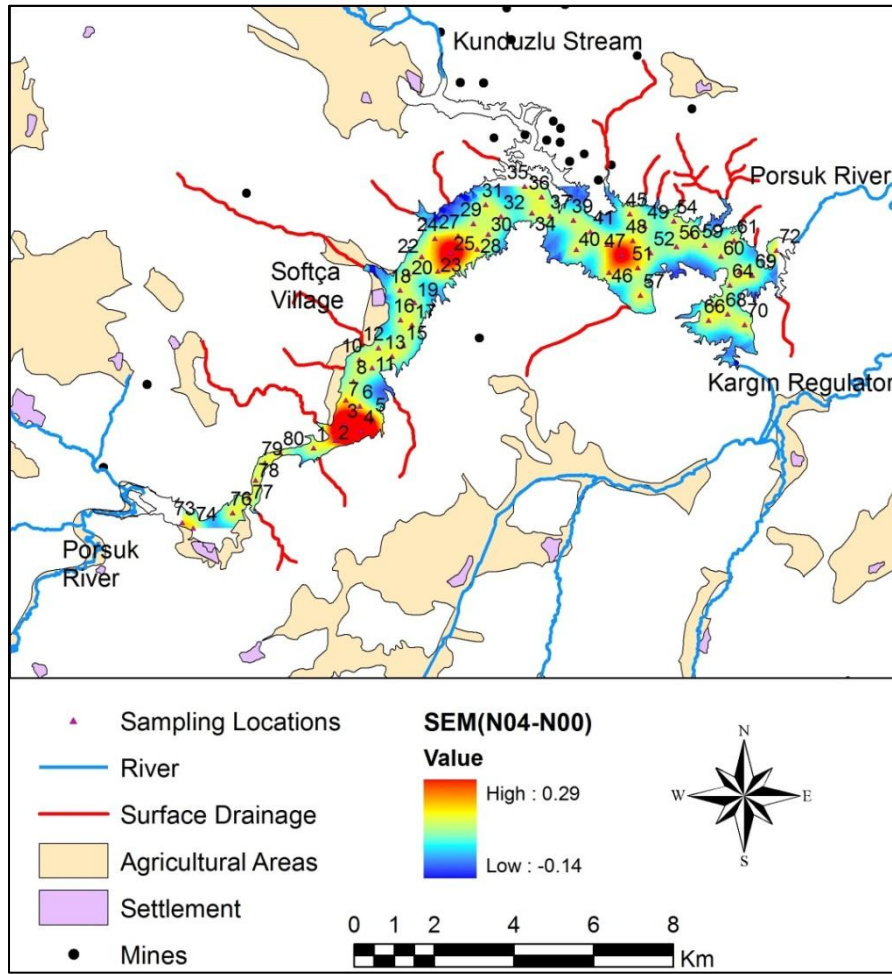 Kunduzlu Stream
Porsuk River
35
36
31
32
37
39
45
54
29
34
41
49
24
27
30
48
56
59
61
72
22
25
28
40
47
52
60
20
23
51
69
18
46
64
Softça
Village
19
57
16
17
66
68
70
12
15
10
13
8
11
Kargın Regulator
7
6
3
5
4
80
1
2
79
78
77
76
73
74
Porsuk
River
Sampling Locations
River
Surface Drainage
Agricultural Areas
Settlement
Mines
SEM(N04-N00)
Value
High : 0.29
Low : -0.14
N
W
E
S
0 1 2 4 6 8
Km